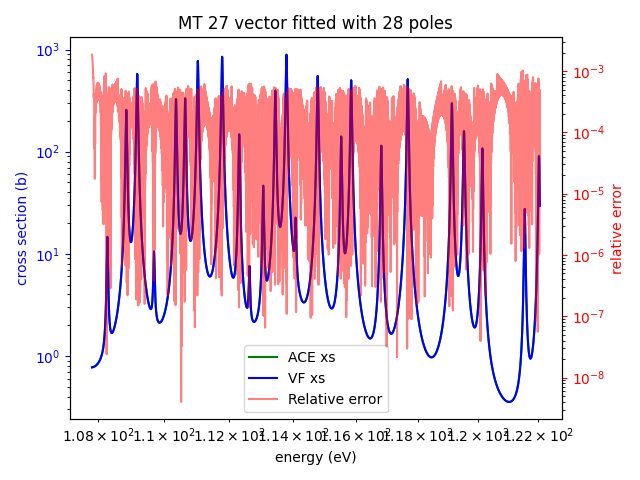 MT 27 vector fitted with 28 poles
cross section (b)
10³
10²
10¹
10⁰
relative error
10⁻³
10⁻⁴
10⁻⁵
10⁻⁶
10⁻⁷
10⁻⁸
ACE xs
VF xs
Relative error
1.08 × 10² 1.1 × 10² 1.12 × 10² 1.14 × 10² 1.16 × 10² 1.18 × 10² 1.2 × 10² 1.22 × 10²
energy (eV)